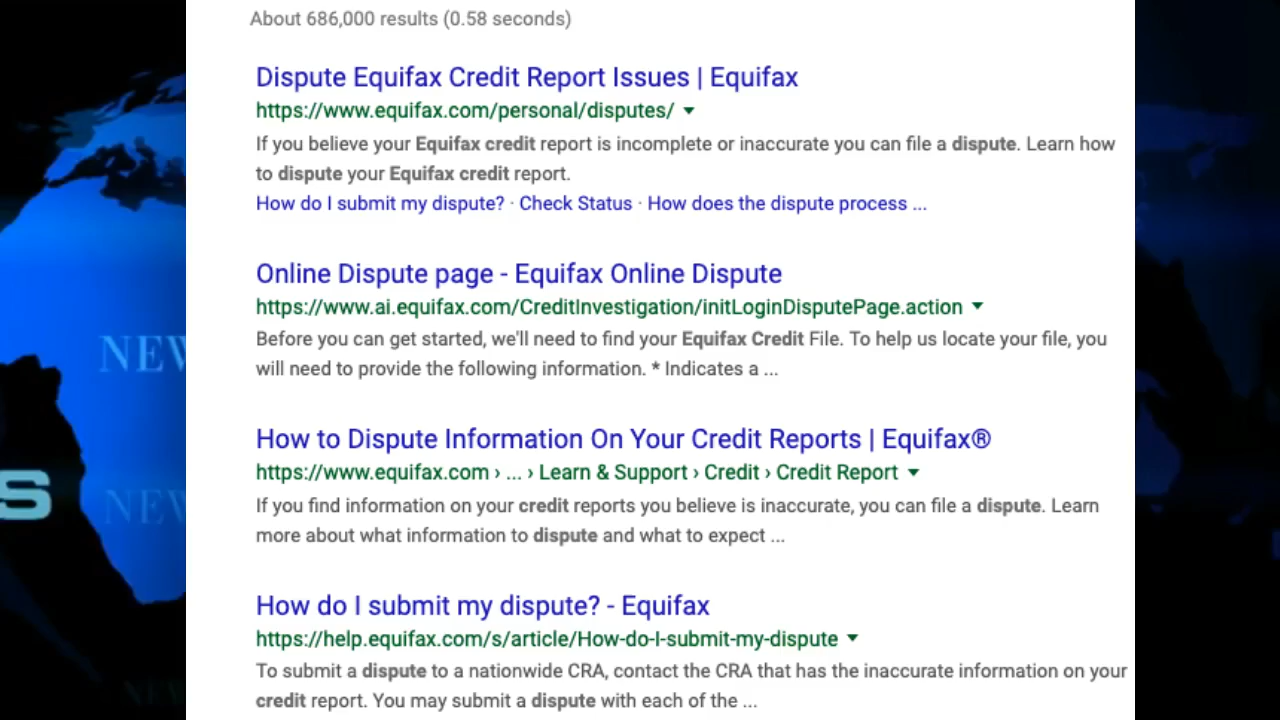 About 686,000 results (0.58 seconds)
Dispute Equifax Credit Report Issues | Equifax
https://www.equifax.com/personal/disputes/
If you believe your Equifax credit report is incomplete or inaccurate you can file a dispute. Learn how
to dispute your Equifax credit report.
How do I submit my dispute? · Check Status · How does the dispute process ...
Online Dispute page - Equifax Online Dispute
https://www.ai.equifax.com/CreditInvestigation/initLoginDisputePage.action
Before you can get started, we'll need to find your Equifax Credit File. To help us locate your file, you
will need to provide the following information. * Indicates a ...
NEW
How to Dispute Information On Your Credit Reports | Equifax®
https://www.equifax.com › ... › Learn & Support › Credit › Credit Report
If you find information on your credit reports you believe is inaccurate, you can file a dispute. Learn
more about what information to dispute and what to expect ...
S
NEW
How do I submit my dispute? - Equifax
https://help.equifax.com/s/article/How-do-I-submit-my-dispute
To submit a dispute to a nationwide CRA, contact the CRA that has the inaccurate information on your
credit report. You may submit a dispute with each of the ...